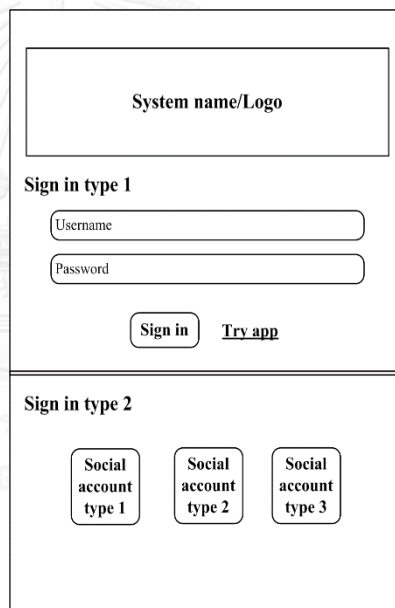 System name/Logo
Sign in type 1
Username
Password
Sign in Try app
Sign in type 2
Social account type 1
Social account type 2
Social account type 3